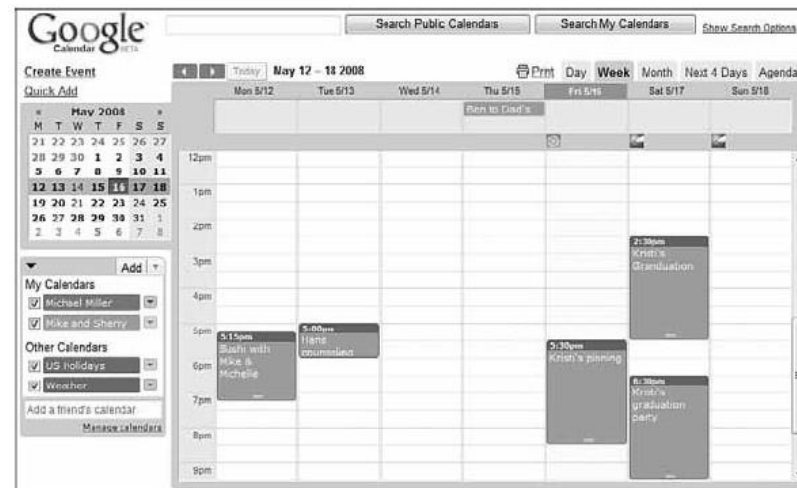 Google
Calendar BETA
Search Public Calendars
Search My Calendars
Show Search Options
Create Event
Quick Add
Today
May 12 – 18 2008
Print
Day
Week
Month
Next 4 Days
Agenda
Mon 5/12
Tue 5/13
Wed 5/14
Thu 5/15
Fri 5/16
Sat 5/17
Sun 5/18
Ben to Dad's
« May 2008 »
M T W T F S S
21 22 23 24 25 26 27
28 29 30 1 2 3 4
5 6 7 8 9 10 11
12 13 14 15 16 17 18
19 20 21 22 23 24 25
26 27 28 29 30 31 1
2 3 4 5 6 7 8
Add
My Calendars
Michael Miller
Mike and Sherry
Other Calendars
US Holidays
Weather
Add a friend's calendar
Manage calendars
12pm
1pm
2pm
3pm
4pm
5pm
6pm
7pm
8pm
9pm
5:15pm
Sushi with
Mike &
Michelle
5:00pm
Hans
counseling
5:30pm
Kristi's pinning
2:30pm
Kristi's
Granduation
6:30pm
Kristi's
graduation
party